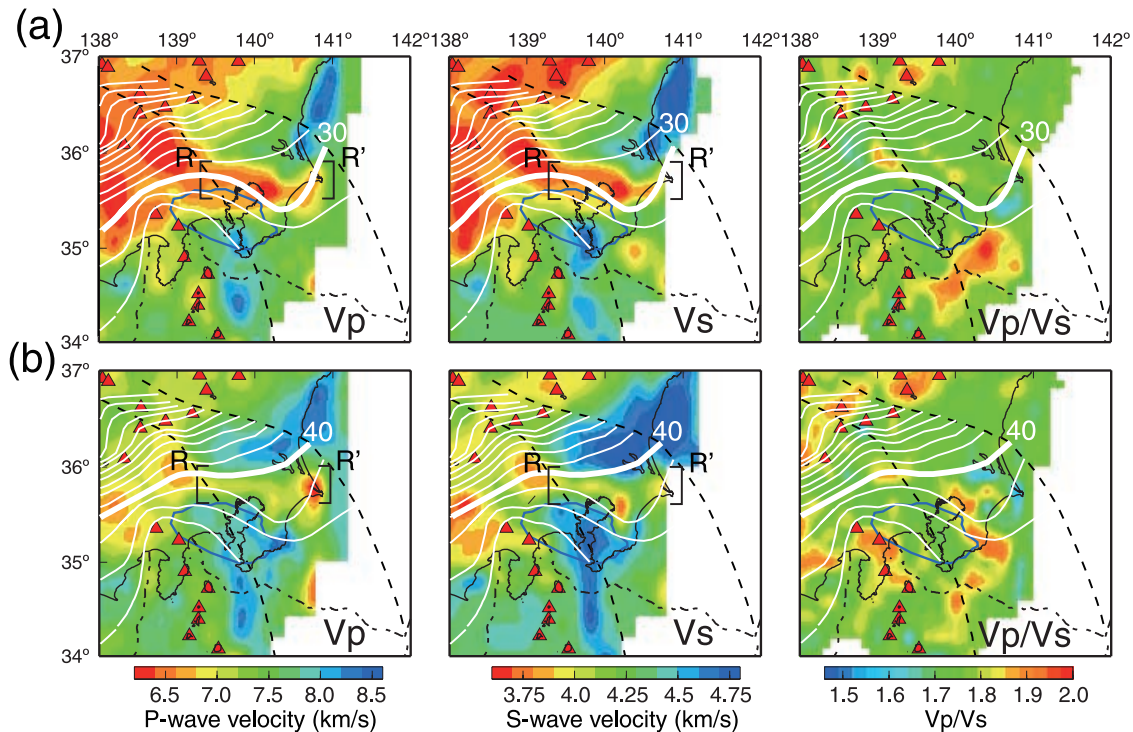 (a)
138° 139° 140° 141° 142° 138° 139° 140° 141° 142° 138° 139° 140° 141° 142°
37°
30 30 30
36°
R R' R R'
35°
Vp Vs Vp/Vs
34°
(b)
37°
40 40 40
36°
R R' R R'
35°
Vp Vs Vp/Vs
34°
6.5 7.0 7.5 8.0 8.5 3.75 4.0 4.25 4.5 4.75 1.5 1.6 1.7 1.8 1.9 2.0
P-wave velocity (km/s) S-wave velocity (km/s) Vp/Vs